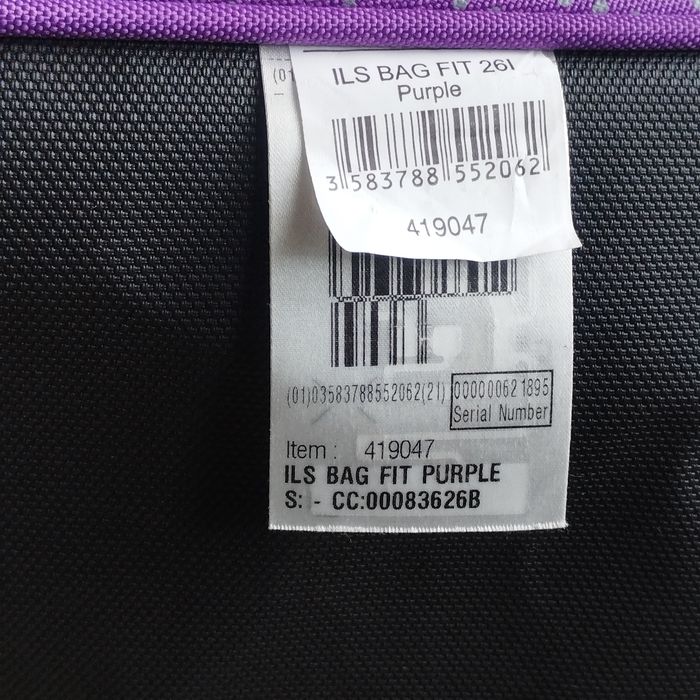 ILS BAG FIT 26l
Purple
3 583788 552062
419047
(01
(01)03583788552062(21)
000000621895
Serial Number
Item : 419047
ILS BAG FIT PURPLE
S: - CC:00083626B